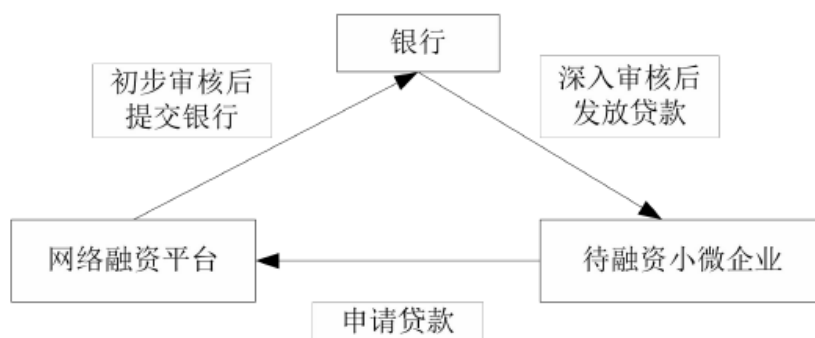 银行
初步审核后
提交银行
深入审核后
发放贷款
网络融资平台
待融资小微企业
申请贷款